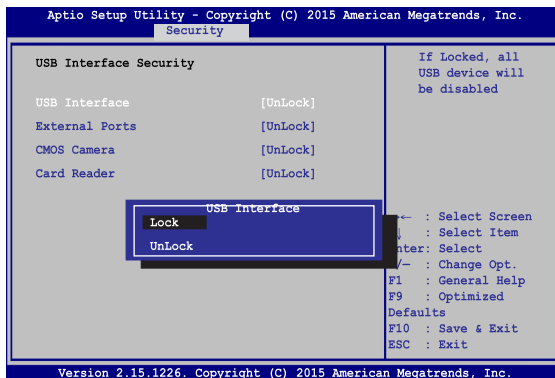 Aptio Setup Utility - Copyright (C) 2015 American Megatrends, Inc.
Security
USB Interface Security
USB Interface [UnLock]
External Ports [UnLock]
CMOS Camera [UnLock]
Card Reader [UnLock]
If Locked, all
USB device will
be disabled
USB Interface
Lock
UnLock
← : Select Screen
↓ : Select Item
nter: Select
/— : Change Opt.
F1 : General Help
F9 : Optimized
Defaults
F10 : Save & Exit
ESC : Exit
Version 2.15.1226. Copyright (C) 2015 American Megatrends, Inc.